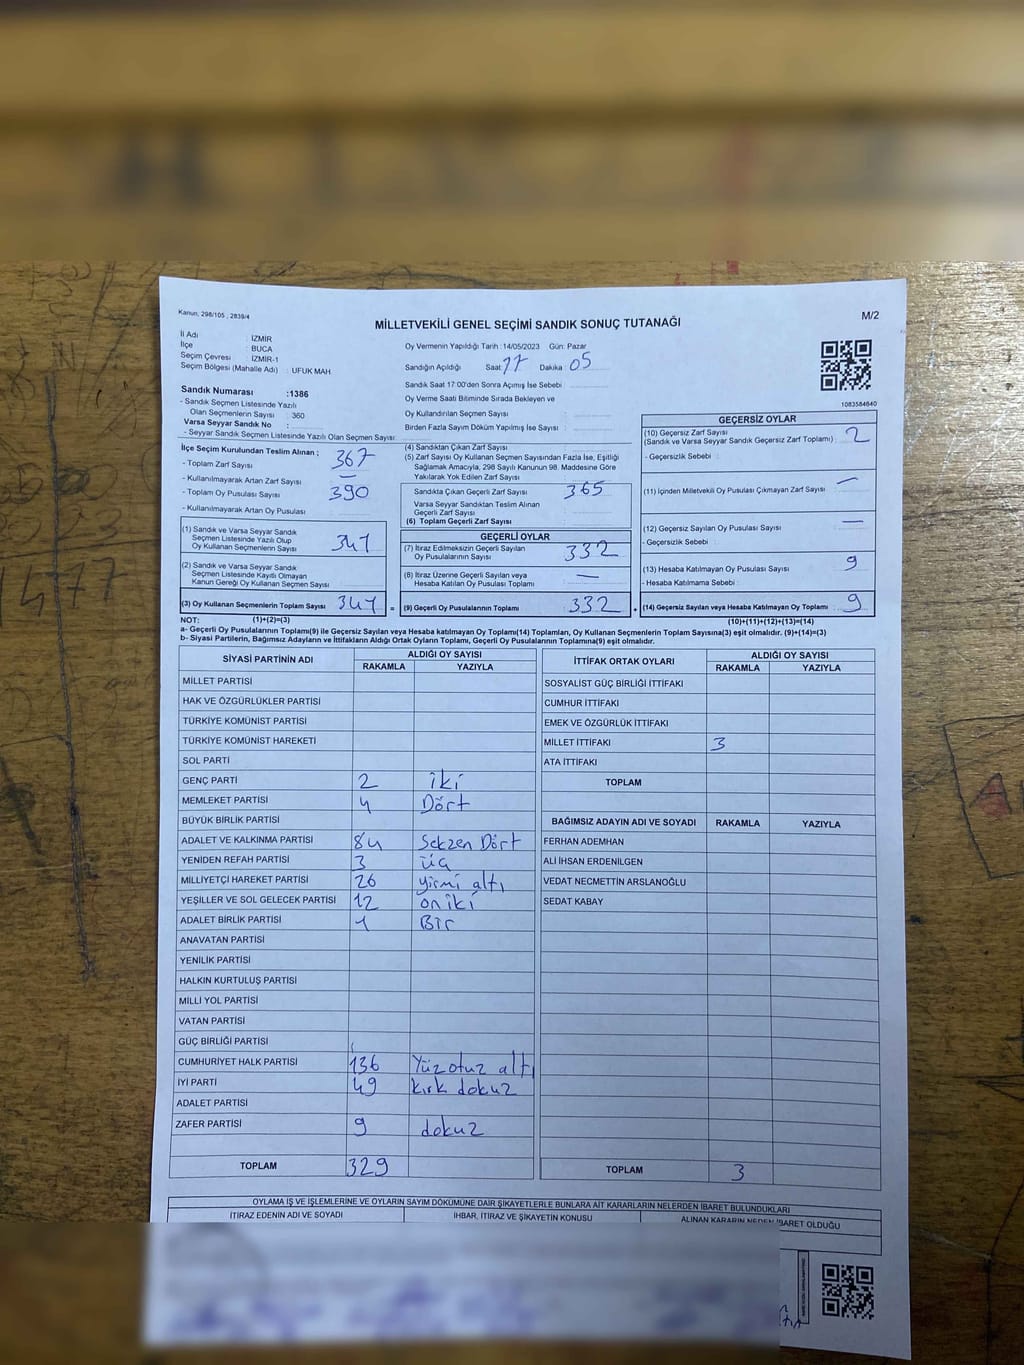 Kanun, 298/105 , 2839/4
MİLLETVEKİLİ GENEL SEÇİMİ SANDIK SONUÇ TUTANAĞI
M/2
İl Adı : İZMİR
İlçe : BUCA
Seçim Çevresi : İZMİR-1
Seçim Bölgesi (Mahalle Adı) : UFUK MAH.
Sandık Numarası :1386
- Sandık Seçmen Listesinde Yazılı
Olan Seçmenlerin Sayısı : 360
Varsa Seyyar Sandık No :
- Seyyar Sandık Seçmen Listesinde Yazılı Olan Seçmen Sayısı :
Oy Vermenin Yapıldığı Tarih : 14/05/2023 Gün: Pazar
Sandığın Açıldığı Saat : 17 Dakika : 05
Sandık Saat 17:00'den Sonra Açımış İse Sebebi :
Oy Verme Saati Bitiminde Sırada Bekleyen ve
Oy Kullandırılan Seçmen Sayısı :
Birden Fazla Sayım Döküm Yapılmış İse Sayısı :
1083584840
İlçe Seçim Kurulundan Teslim Alınan ;
- Toplam Zarf Sayısı : 367
- Kullanılmayarak Artan Zarf Sayısı : —
- Toplam Oy Pusulası Sayısı : 390
- Kullanılmayarak Artan Oy Pusulası
(1) Sandık ve Varsa Seyyar Sandık
Seçmen Listesinde Yazılı Olup
Oy Kullanan Seçmenlerin Sayısı : 341
(2) Sandık ve Varsa Seyyar Sandık
Seçmen Listesinde Kayıtlı Olmayan
Kanun Gereği Oy Kullanan Seçmen Sayısı :
(3) Oy Kullanan Seçmenlerin Toplam Sayısı : 341 =
(4) Sandıktan Çıkan Zarf Sayısı :
(5) Zarf Sayısı Oy Kullanan Seçmen Sayısından Fazla İse, Eşitliği
Sağlamak Amacıyla, 298 Sayılı Kanunun 98. Maddesine Göre
Yakılarak Yok Edilen Zarf Sayısı :
Sandıkta Çıkan Geçerli Zarf Sayısı : 365
Varsa Seyyar Sandıktan Teslim Alınan
Geçerli Zarf Sayısı :
(6) Toplam Geçerli Zarf Sayısı :
GEÇERLİ OYLAR
(7) İtiraz Edilmeksizin Geçerli Sayılan
Oy Pusulalarının Sayısı : 332
(8) İtiraz Üzerine Geçerli Sayılan veya
Hesaba Katılan Oy Pusulası Toplamı : —
(9) Geçerli Oy Pusulalarının Toplamı : 332
GEÇERSİZ OYLAR
(10) Geçersiz Zarf Sayısı
(Sandık ve Varsa Seyyar Sandık Geçersiz Zarf Toplamı) : 2
- Geçersizlik Sebebi :
(11) İçinden Milletvekili Oy Pusulası Çıkmayan Zarf Sayısı : —
(12) Geçersiz Sayılan Oy Pusulası Sayısı : —
- Geçersizlik Sebebi :
(13) Hesaba Katılmayan Oy Pusulası Sayısı : 9
- Hesaba Katılmama Sebebi :
(14) Geçersiz Sayılan veya Hesaba Katılmayan Oy Toplamı : 9
NOT: (1)+(2)=(3) (10)+(11)+(12)+(13)=(14)
a- Geçerli Oy Pusulalarının Toplamı(9) ile Geçersiz Sayılan veya Hesaba katılmayan Oy Toplamı(14) Toplamları, Oy Kullanan Seçmenlerin Toplam Sayısına(3) eşit olmalıdır. (9)+(14)=(3)
b- Siyasi Partilerin, Bağımsız Adayların ve İttifakların Aldığı Ortak Oyların Toplamı, Geçerli Oy Pusulalarının Toplamına(9) eşit olmalıdır.
SİYASİ PARTİNİN ADI ALDIĞI OY SAYISI
RAKAMLA YAZIYLA
MİLLET PARTİSİ
HAK VE ÖZGÜRLÜKLER PARTİSİ
TÜRKİYE KOMÜNİST PARTİSİ
TÜRKİYE KOMÜNİST HAREKETİ
SOL PARTİ
GENÇ PARTİ 2 iki
MEMLEKET PARTİSİ 4 Dört
BÜYÜK BİRLİK PARTİSİ
ADALET VE KALKINMA PARTİSİ 84 Sekzen Dört
YENİDEN REFAH PARTİSİ 3 üç
MİLLİYETÇİ HAREKET PARTİSİ 26 yirmi altı
YEŞİLLER VE SOL GELECEK PARTİSİ 12 oniki
ADALET BİRLİK PARTİSİ 1 Bir
ANAVATAN PARTİSİ
YENİLİK PARTİSİ
HALKIN KURTULUŞ PARTİSİ
MİLLİ YOL PARTİSİ
VATAN PARTİSİ
GÜÇ BİRLİĞİ PARTİSİ
CUMHURİYET HALK PARTİSİ 136 Yüzotuz altı
İYİ PARTİ 49 kırk dokuz
ADALET PARTİSİ
ZAFER PARTİSİ 9 dokuz
TOPLAM 329
İTTİFAK ORTAK OYLARI ALDIĞI OY SAYISI
RAKAMLA YAZIYLA
SOSYALİST GÜÇ BİRLİĞİ İTTİFAKI
CUMHUR İTTİFAKI
EMEK VE ÖZGÜRLÜK İTTİFAKI
MİLLET İTTİFAKI 3
ATA İTTİFAKI
TOPLAM
BAĞIMSIZ ADAYIN ADI VE SOYADI RAKAMLA YAZIYLA
FERHAN ADEMHAN
ALİ İHSAN ERDENİLGEN
VEDAT NECMETTİN ARSLANOĞLU
SEDAT KABAY
TOPLAM 3
OYLAMA İŞ VE İŞLEMLERİNE VE OYLARIN SAYIM DÖKÜMÜNE DAİR ŞİKAYETLERLE BUNLARA AİT KARARLARIN NELERDEN İBARET BULUNDUKLARI
İTİRAZ EDENİN ADI VE SOYADI İHBAR, İTİRAZ VE ŞİKAYETİN KONUSU ALINAN KARARIN NEDEN İBARET OLDUĞU